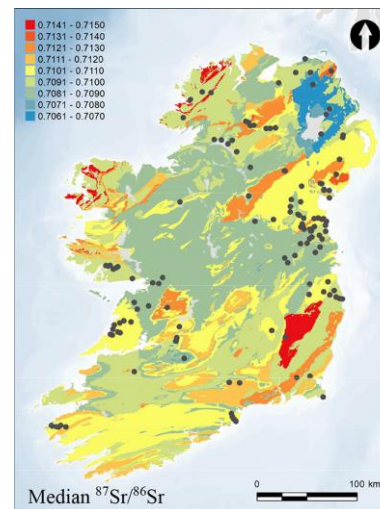 0.7141 - 0.7150
0.7131 - 0.7140
0.7121 - 0.7130
0.7111 - 0.7120
0.7101 - 0.7110
0.7091 - 0.7100
0.7081 - 0.7090
0.7071 - 0.7080
0.7061 - 0.7070
0 100 km
Median ⁸⁷Sr/⁸⁶Sr